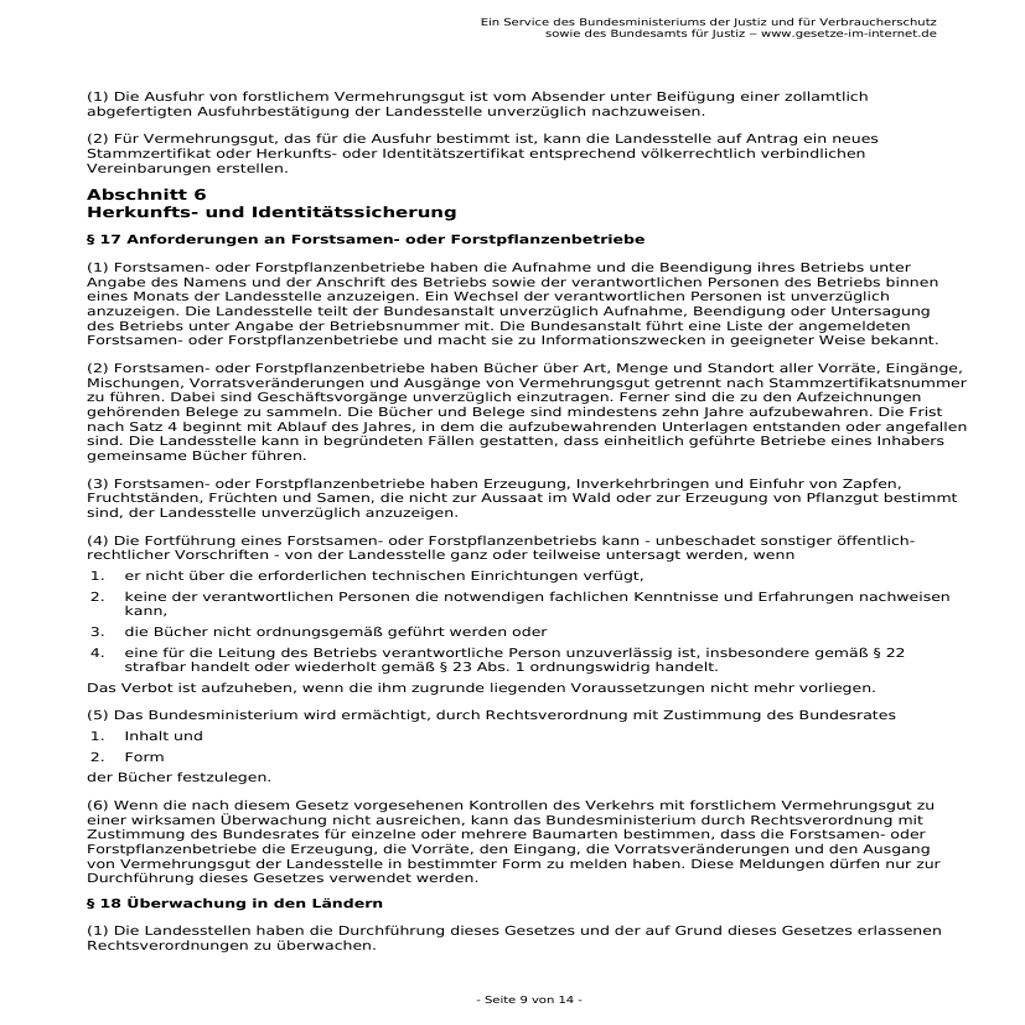 Ein Service des Bundesministeriums der Justiz und für Verbraucherschutz
sowie des Bundesamts für Justiz – www.gesetze-im-internet.de
(1) Die Ausfuhr von forstlichem Vermehrungsgut ist vom Absender unter Beifügung einer zollamtlich
abgefertigten Ausfuhrbestätigung der Landesstelle unverzüglich nachzuweisen.
(2) Für Vermehrungsgut, das für die Ausfuhr bestimmt ist, kann die Landesstelle auf Antrag ein neues
Stammzertifikat oder Herkunfts- oder Identitätszertifikat entsprechend völkerrechtlich verbindlichen
Vereinbarungen erstellen.
Abschnitt 6
Herkunfts- und Identitätssicherung
§ 17 Anforderungen an Forstsamen- oder Forstpflanzenbetriebe
(1) Forstsamen- oder Forstpflanzenbetriebe haben die Aufnahme und die Beendigung ihres Betriebs unter
Angabe des Namens und der Anschrift des Betriebs sowie der verantwortlichen Personen des Betriebs binnen
eines Monats der Landesstelle anzuzeigen. Ein Wechsel der verantwortlichen Personen ist unverzüglich
anzuzeigen. Die Landesstelle teilt der Bundesanstalt unverzüglich Aufnahme, Beendigung oder Untersagung
des Betriebs unter Angabe der Betriebsnummer mit. Die Bundesanstalt führt eine Liste der angemeldeten
Forstsamen- oder Forstpflanzenbetriebe und macht sie zu Informationszwecken in geeigneter Weise bekannt.
(2) Forstsamen- oder Forstpflanzenbetriebe haben Bücher über Art, Menge und Standort aller Vorräte, Eingänge,
Mischungen, Vorratsveränderungen und Ausgänge von Vermehrungsgut getrennt nach Stammzertifikatsnummer
zu führen. Dabei sind Geschäftsvorgänge unverzüglich einzutragen. Ferner sind die zu den Aufzeichnungen
gehörenden Belege zu sammeln. Die Bücher und Belege sind mindestens zehn Jahre aufzubewahren. Die Frist
nach Satz 4 beginnt mit Ablauf des Jahres, in dem die aufzubewahrenden Unterlagen entstanden oder angefallen
sind. Die Landesstelle kann in begründeten Fällen gestatten, dass einheitlich geführte Betriebe eines Inhabers
gemeinsame Bücher führen.
(3) Forstsamen- oder Forstpflanzenbetriebe haben Erzeugung, Inverkehrbringen und Einfuhr von Zapfen,
Fruchtständen, Früchten und Samen, die nicht zur Aussaat im Wald oder zur Erzeugung von Pflanzgut bestimmt
sind, der Landesstelle unverzüglich anzuzeigen.
(4) Die Fortführung eines Forstsamen- oder Forstpflanzenbetriebs kann - unbeschadet sonstiger öffentlich-
rechtlicher Vorschriften - von der Landesstelle ganz oder teilweise untersagt werden, wenn
1. er nicht über die erforderlichen technischen Einrichtungen verfügt,
2. keine der verantwortlichen Personen die notwendigen fachlichen Kenntnisse und Erfahrungen nachweisen
kann,
3. die Bücher nicht ordnungsgemäß geführt werden oder
4. eine für die Leitung des Betriebs verantwortliche Person unzuverlässig ist, insbesondere gemäß § 22
strafbar handelt oder wiederholt gemäß § 23 Abs. 1 ordnungswidrig handelt.
Das Verbot ist aufzuheben, wenn die ihm zugrunde liegenden Voraussetzungen nicht mehr vorliegen.
(5) Das Bundesministerium wird ermächtigt, durch Rechtsverordnung mit Zustimmung des Bundesrates
1. Inhalt und
2. Form
der Bücher festzulegen.
(6) Wenn die nach diesem Gesetz vorgesehenen Kontrollen des Verkehrs mit forstlichem Vermehrungsgut zu
einer wirksamen Überwachung nicht ausreichen, kann das Bundesministerium durch Rechtsverordnung mit
Zustimmung des Bundesrates für einzelne oder mehrere Baumarten bestimmen, dass die Forstsamen- oder
Forstpflanzenbetriebe die Erzeugung, die Vorräte, den Eingang, die Vorratsveränderungen und den Ausgang
von Vermehrungsgut der Landesstelle in bestimmter Form zu melden haben. Diese Meldungen dürfen nur zur
Durchführung dieses Gesetzes verwendet werden.
§ 18 Überwachung in den Ländern
(1) Die Landesstellen haben die Durchführung dieses Gesetzes und der auf Grund dieses Gesetzes erlassenen
Rechtsverordnungen zu überwachen.
- Seite 9 von 14 -